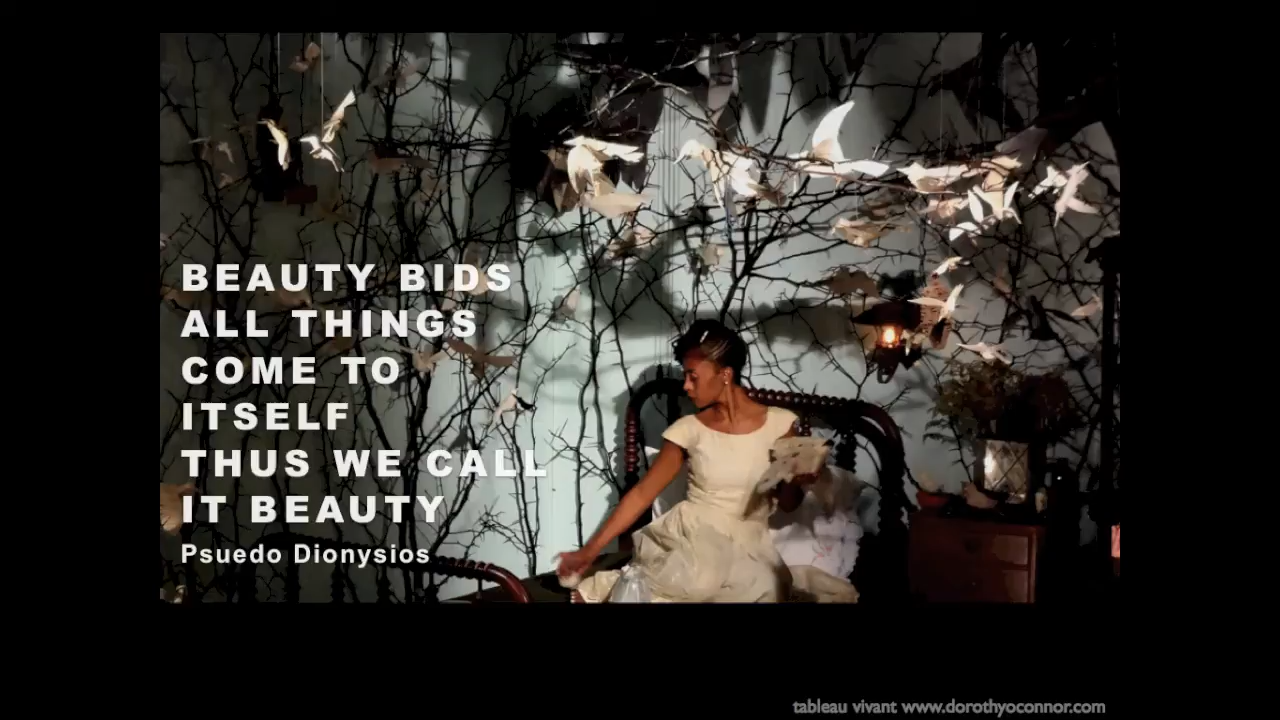 BEAUTY BIDS
ALL THINGS
COME TO
ITSELF
THUS WE CALL
IT BEAUTY
Psuedo Dionysios
tableau vivant www.dorothyoconnor.com